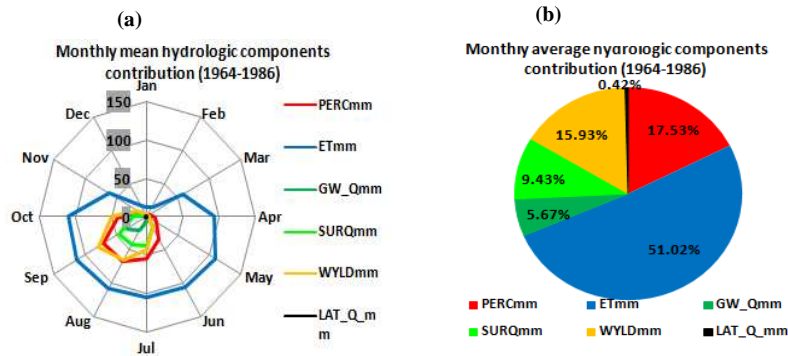 (a)
Monthly mean hydrologic components
contribution (1964-1986)
Jan
Feb
Mar
Apr
May
Jun
Jul
Aug
Sep
Oct
Nov
Dec
150
100
50
0
PERCmm
ETmm
GW_Qmm
SURQmm
WYLDmm
LAT_Q_m
m
(b)
Monthly average hydrologic components
contribution (1964-1986)
0.42%
17.53%
15.93%
9.43%
5.67%
51.02%
PERCmm ETmm GW_Qmm
SURQmm WYLDmm LAT_Q_mm